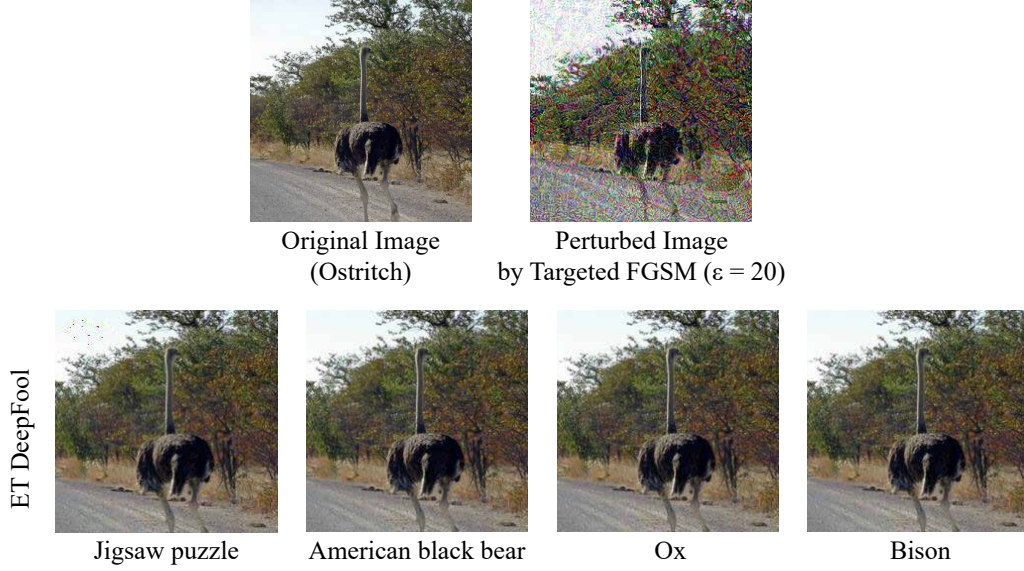 Original Image
(Ostritch)
Perturbed Image
by Targeted FGSM (ε = 20)
ET DeepFool
Jigsaw puzzle
American black bear
Ox
Bison